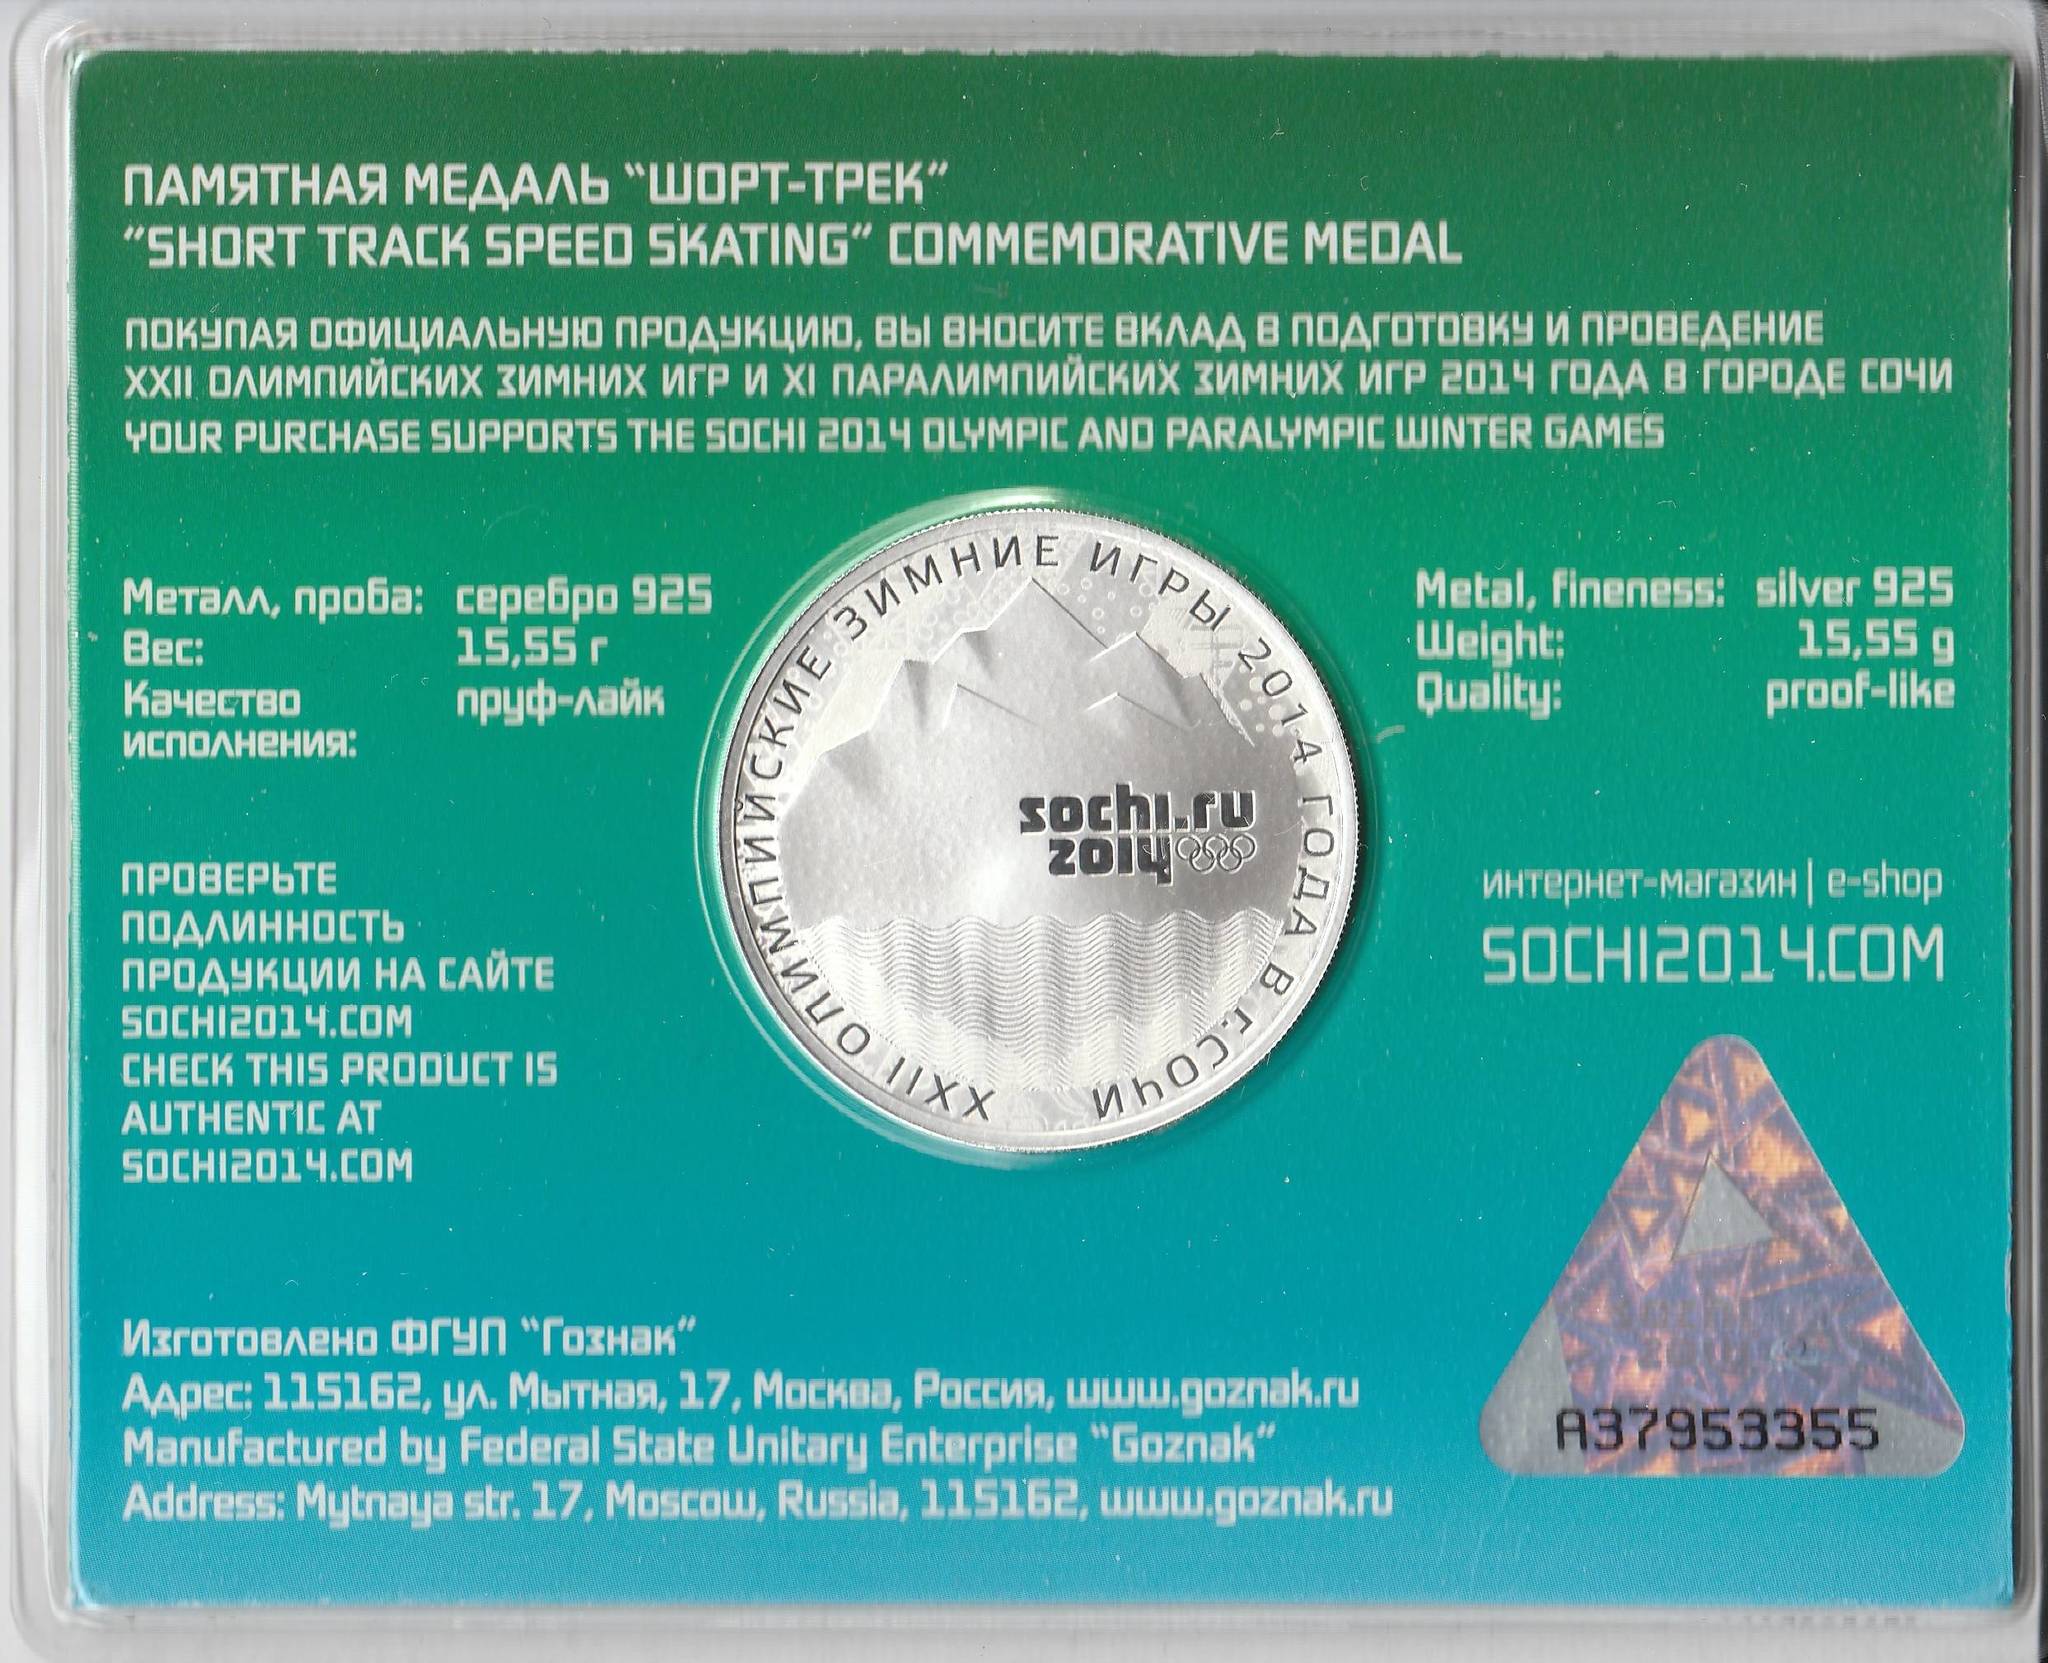 ПАМЯТНАЯ МЕДАЛЬ “ШОРТ-ТРЕК”
“SHORT TRACK SPEED SKATING” COMMEMORATIVE MEDAL
ПОКУПАЯ ОФИЦИАЛЬНУЮ ПРОДУКЦИЮ, ВЫ ВНОСИТЕ ВКЛАД В ПОДГОТОВКУ И ПРОВЕДЕНИЕ
XXII ОЛИМПИЙСКИХ ЗИМНИХ ИГР И XI ПАРАЛИМПИЙСКИХ ЗИМНИХ ИГР 2014 ГОДА В ГОРОДЕ СОЧИ
YOUR PURCHASE SUPPORTS THE SOCHI 2014 OLYMPIC AND PARALYMPIC WINTER GAMES
Металл, проба: серебро 925
Вес: 15,55 г
Качество пруф-лайк
исполнения:
XXII ОЛИМПИЙСКИЕ ЗИМНИЕ ИГРЫ 2014 ГОДА В Г.СОЧИ
sochi.ru
2014
Metal, fineness: silver 925
Weight: 15,55 g
Quality: proof-like
ПРОВЕРЬТЕ
ПОДЛИННОСТЬ
ПРОДУКЦИИ НА САЙТЕ
SOCHI2014.COM
CHECK THIS PRODUCT IS
AUTHENTIC AT
SOCHI2014.COM
интернет-магазин | e-shop
SOCHI2014.COM
Изготовлено ФГУП “Гознак”
Адрес: 115162, ул. Мытная, 17, Москва, Россия, www.goznak.ru
Manufactured by Federal State Unitary Enterprise “Goznak”
Address: Mytnaya str. 17, Moscow, Russia, 115162, www.goznak.ru
A37953355